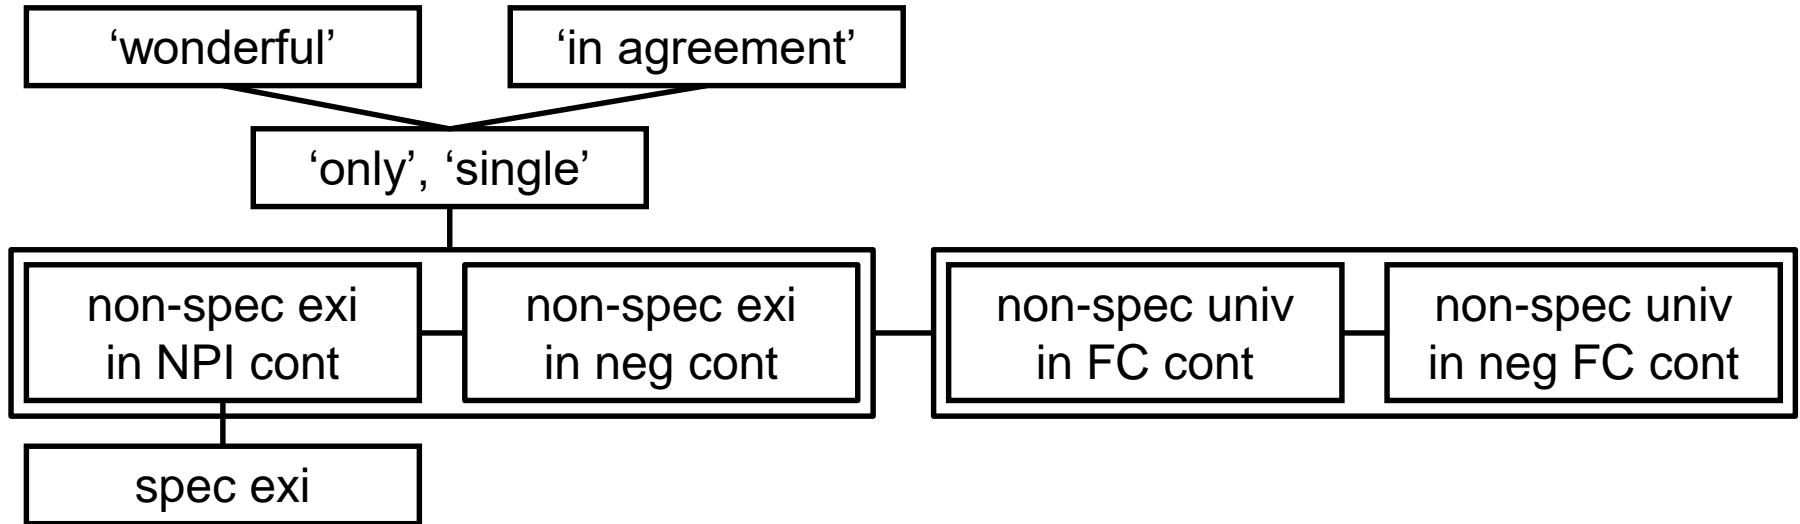 ‘wonderful’
‘in agreement’
‘only’, ‘single’
non-spec exi
in NPI cont
non-spec exi
in neg cont
non-spec univ
in FC cont
non-spec univ
in neg FC cont
spec exi